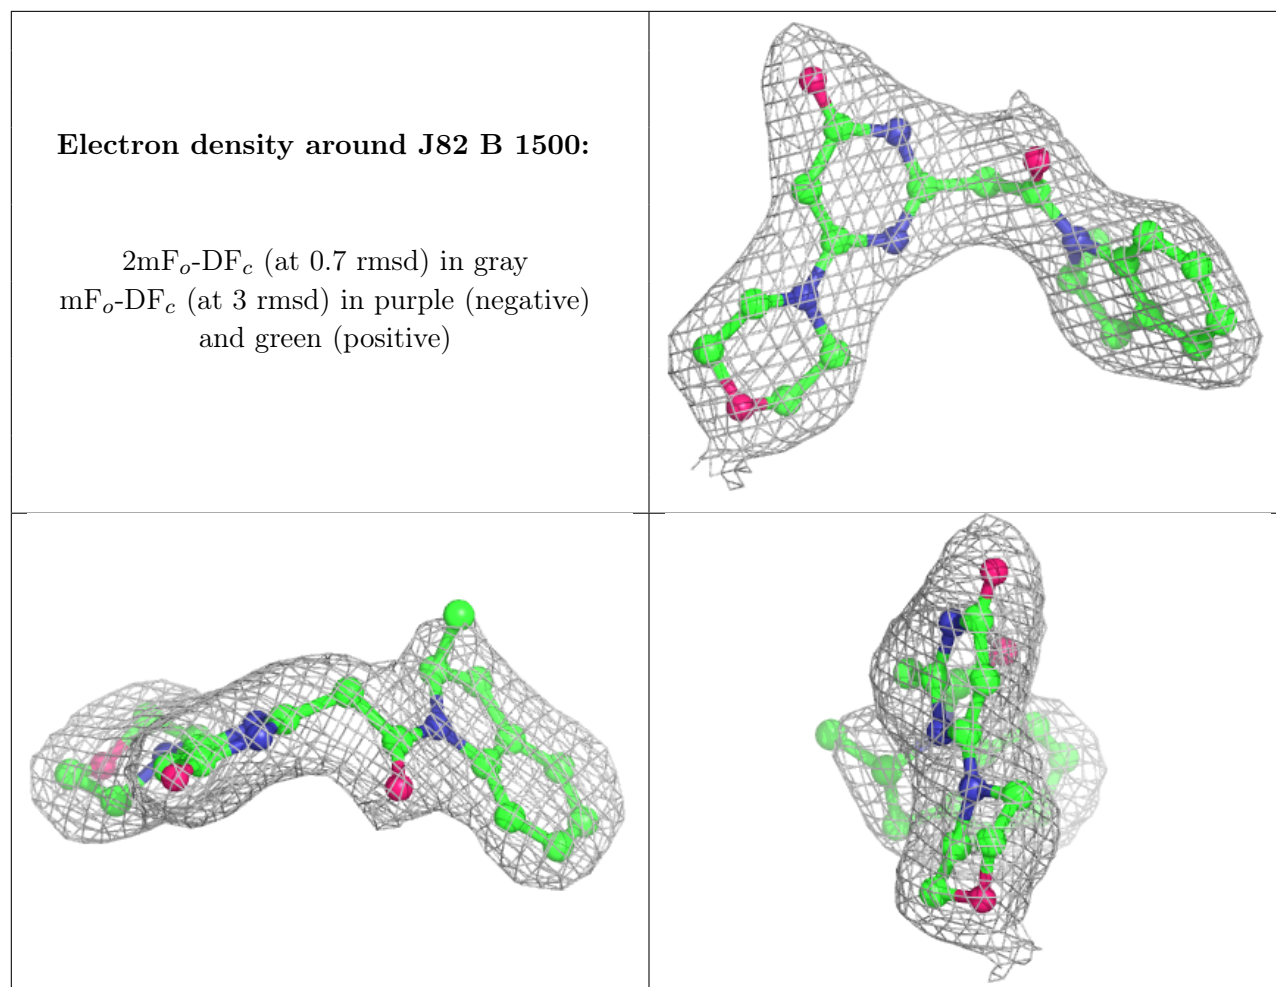 Electron density around J82 B 1500:
2mFo-DFc (at 0.7 rmsd) in gray
mFo-DFc (at 3 rmsd) in purple (negative)
and green (positive)